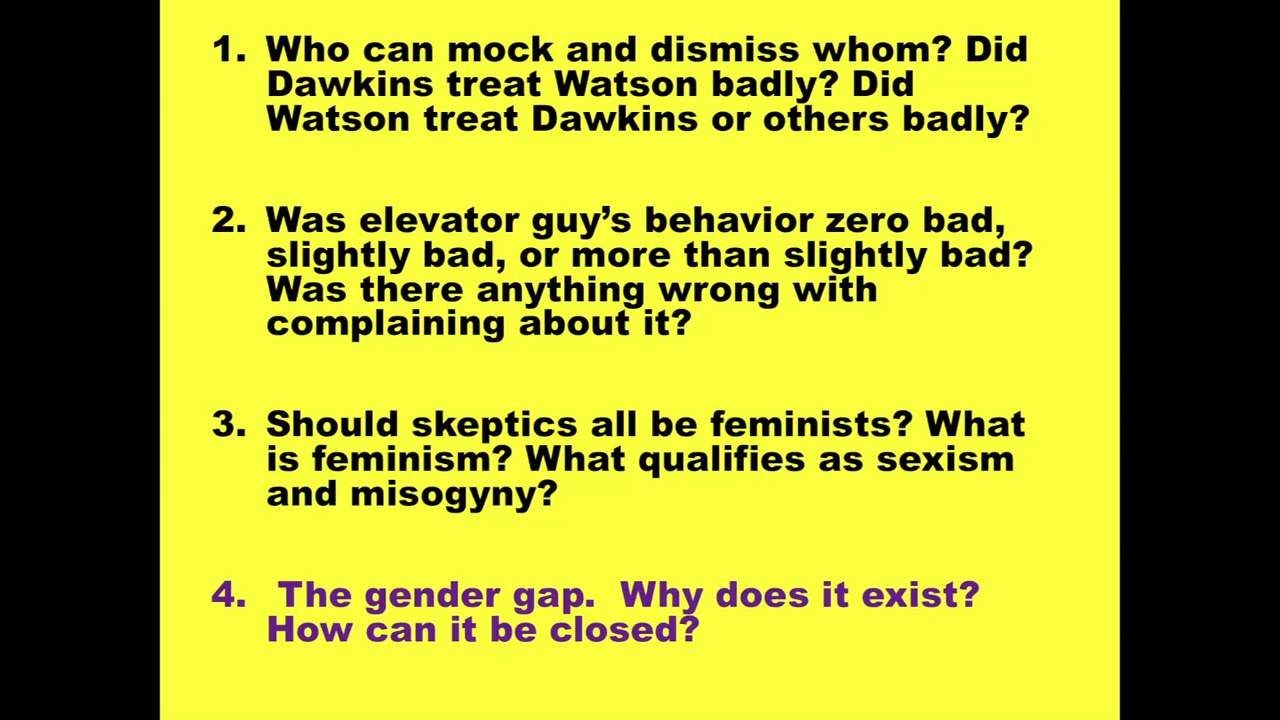 1. Who can mock and dismiss whom? Did
Dawkins treat Watson badly? Did
Watson treat Dawkins or others badly?
2. Was elevator guy’s behavior zero bad,
slightly bad, or more than slightly bad?
Was there anything wrong with
complaining about it?
3. Should skeptics all be feminists? What
is feminism? What qualifies as sexism
and misogyny?
4. The gender gap. Why does it exist?
How can it be closed?